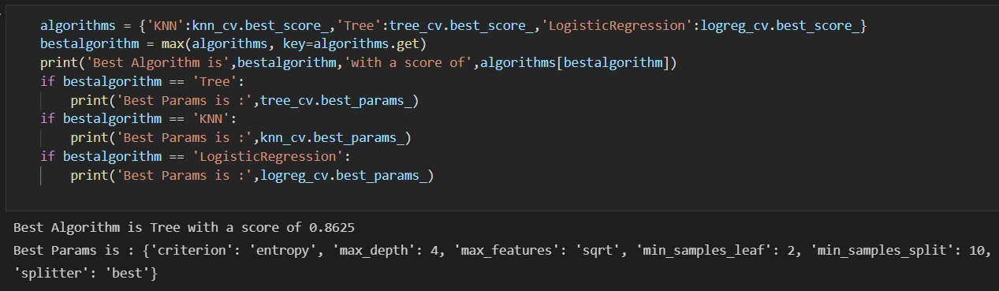 algorithms = {'KNN':knn_cv.best_score_,'Tree':tree_cv.best_score_,'LogisticRegression':logreg_cv.best_score_}
bestalgorithm = max(algorithms, key=algorithms.get)
print('Best Algorithm is',bestalgorithm,'with a score of',algorithms[bestalgorithm])
if bestalgorithm == 'Tree':
    print('Best Params is :',tree_cv.best_params_)
if bestalgorithm == 'KNN':
    print('Best Params is :',knn_cv.best_params_)
if bestalgorithm == 'LogisticRegression':
    print('Best Params is :',logreg_cv.best_params_)
Best Algorithm is Tree with a score of 0.8625
Best Params is : {'criterion': 'entropy', 'max_depth': 4, 'max_features': 'sqrt', 'min_samples_leaf': 2, 'min_samples_split': 10,
'splitter': 'best'}